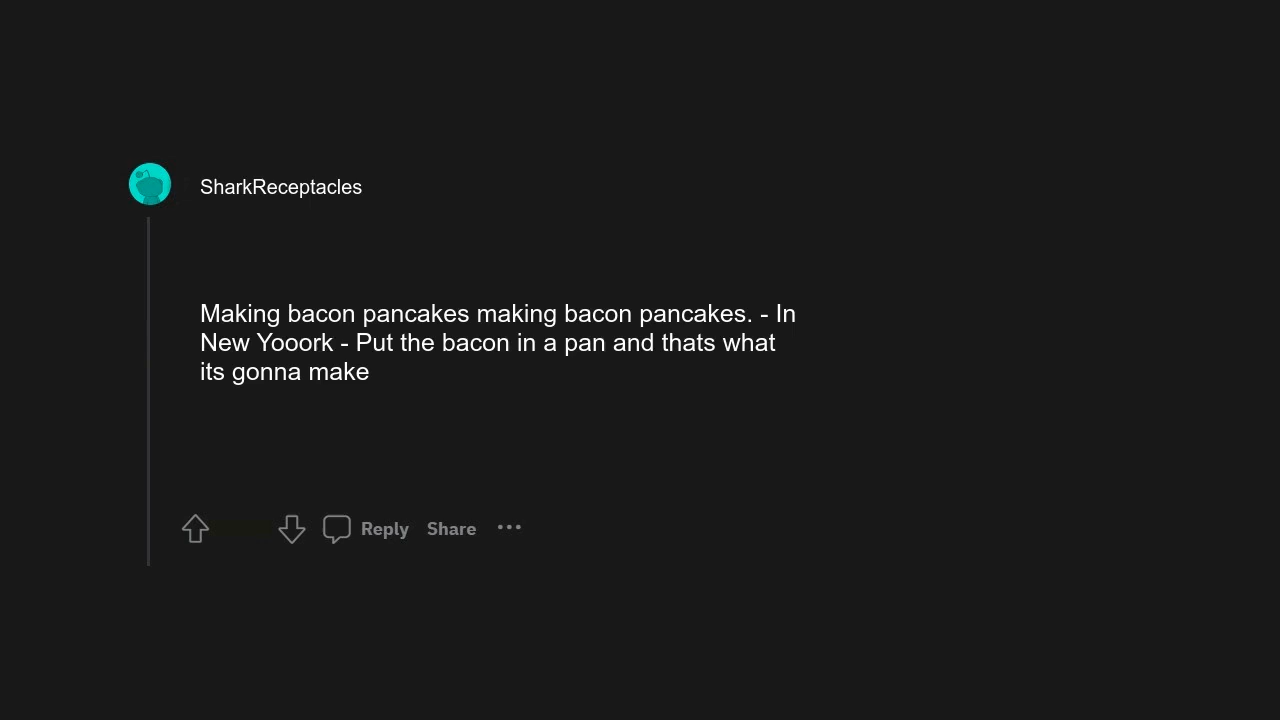 SharkReceptacles
Making bacon pancakes making bacon pancakes. - In
New Yooork - Put the bacon in a pan and thats what
its gonna make
Reply Share